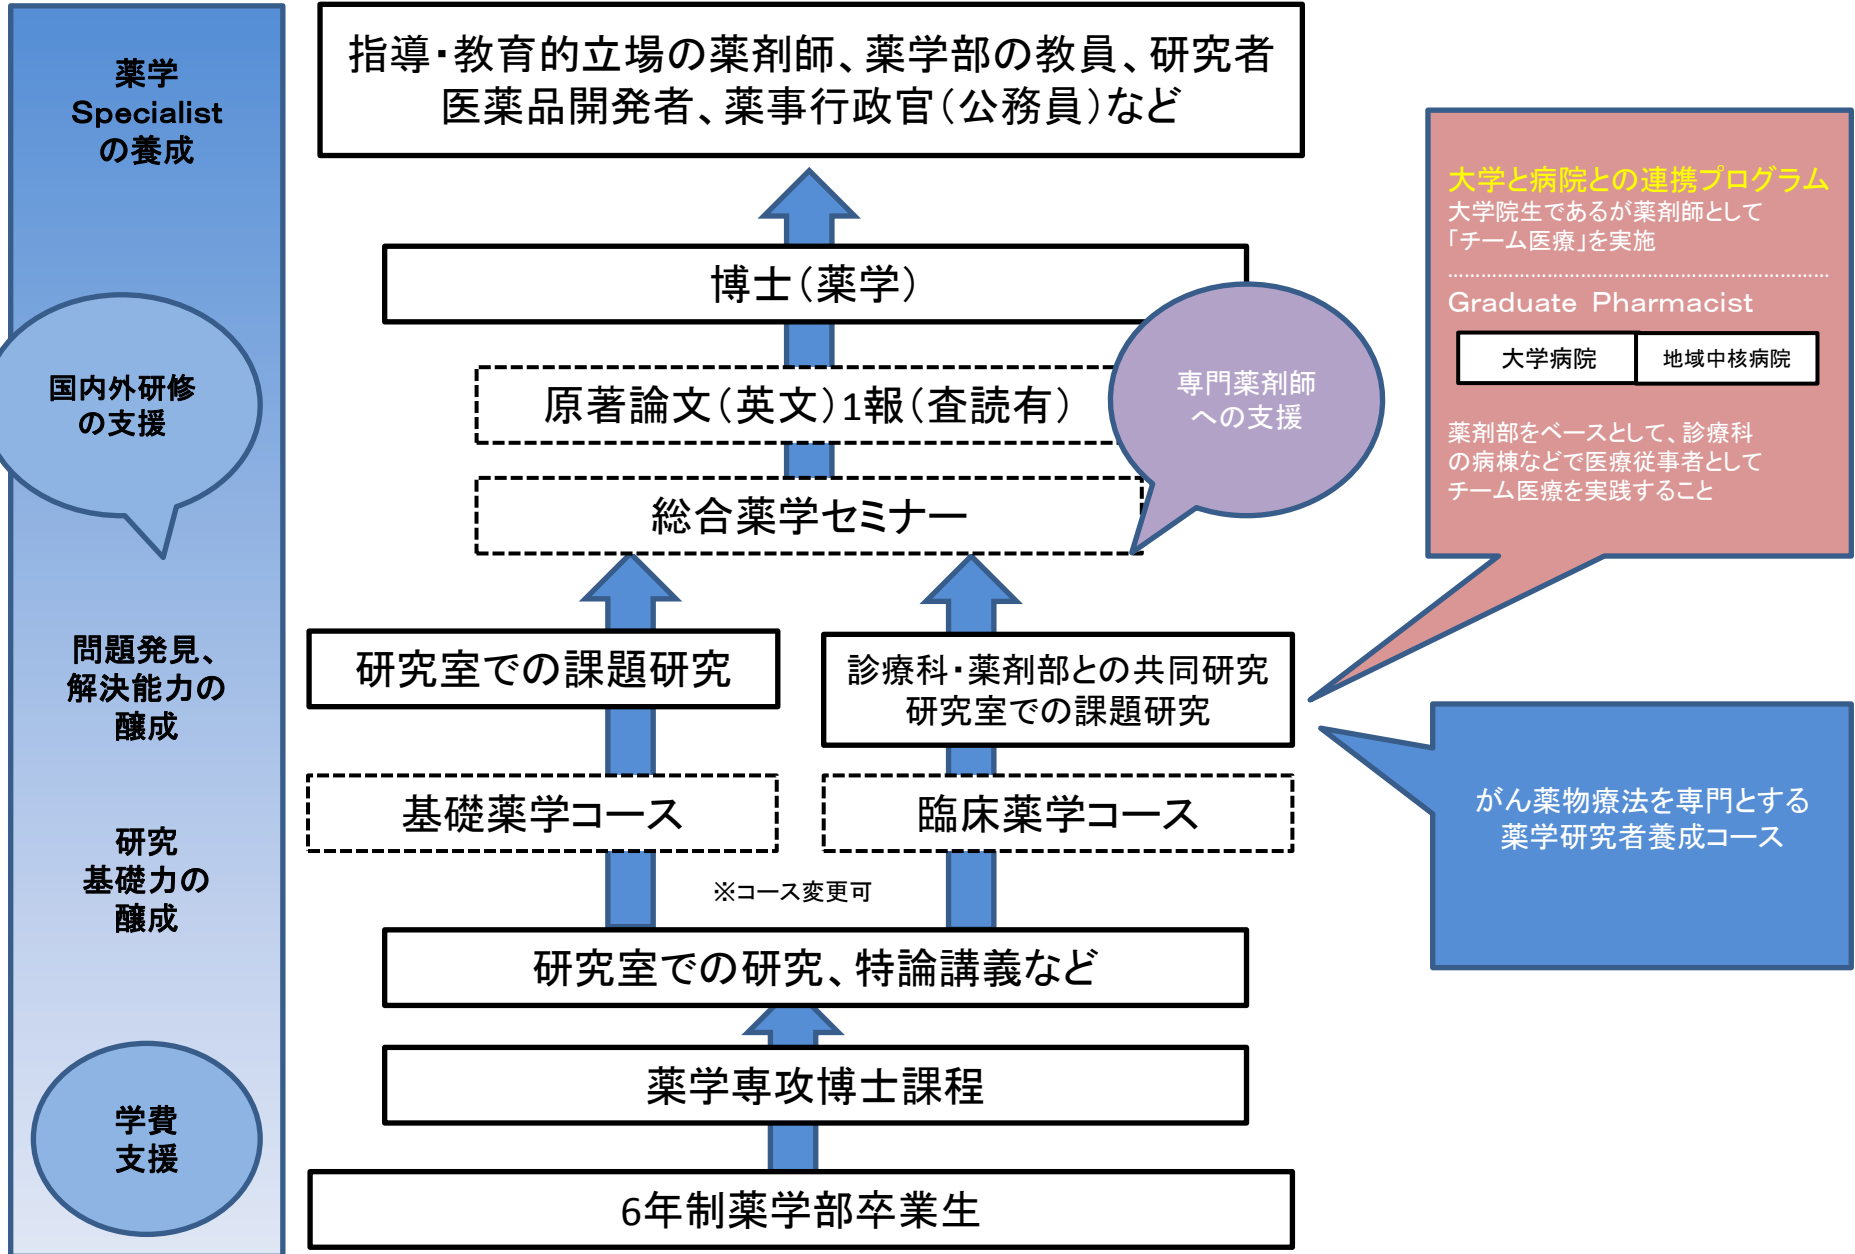 薬学
Specialist
の養成
国内外研修
の支援
問題発見、
解決能力の
醸成
研究
基礎力の
醸成
学費
支援
指導・教育的立場の薬剤師、薬学部の教員、研究者
医薬品開発者、薬事行政官（公務員）など
博士（薬学）
原著論文（英文）1報（査読有）
総合薬学セミナー
専門薬剤師
への支援
研究室での課題研究
診療科・薬剤部との共同研究
研究室での課題研究
基礎薬学コース
臨床薬学コース
※コース変更可
研究室での研究、特論講義など
薬学専攻博士課程
6年制薬学部卒業生
大学と病院との連携プログラム
大学院生であるが薬剤師として
「チーム医療」を実施
Graduate Pharmacist
大学病院
地域中核病院
薬剤部をベースとして、診療科
の病棟などで医療従事者として
チーム医療を実践すること
がん薬物療法を専門とする
薬学研究者養成コース